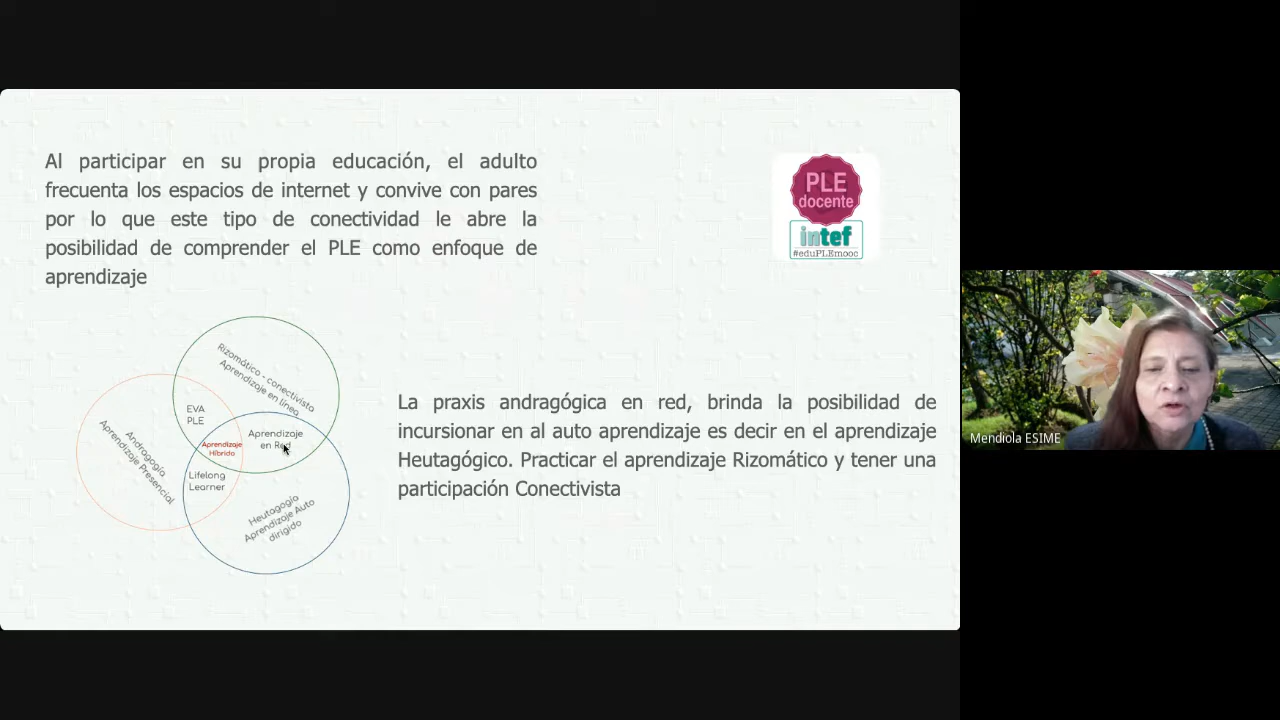 Al participar en su propia educación, el adulto
frecuenta los espacios de internet y convive con pares
por lo que este tipo de conectividad le abre la
posibilidad de comprender el PLE como enfoque de
aprendizaje
PLE
docente
intef
#eduPLEmooc
Rizomático - conectivista
Aprendizaje en línea
EVA
PLE
Aprendizaje
en Red
Aprendizaje
Híbrido
Andragogía
Aprendizaje Presencial
Lifelong
Learner
Heutagogía
Aprendizaje Auto
dirigido
La praxis andragógica en red, brinda la posibilidad de
incursionar en al auto aprendizaje es decir en el aprendizaje
Heutagógico. Practicar el aprendizaje Rizomático y tener una
participación Conectivista
Mendiola ESIME